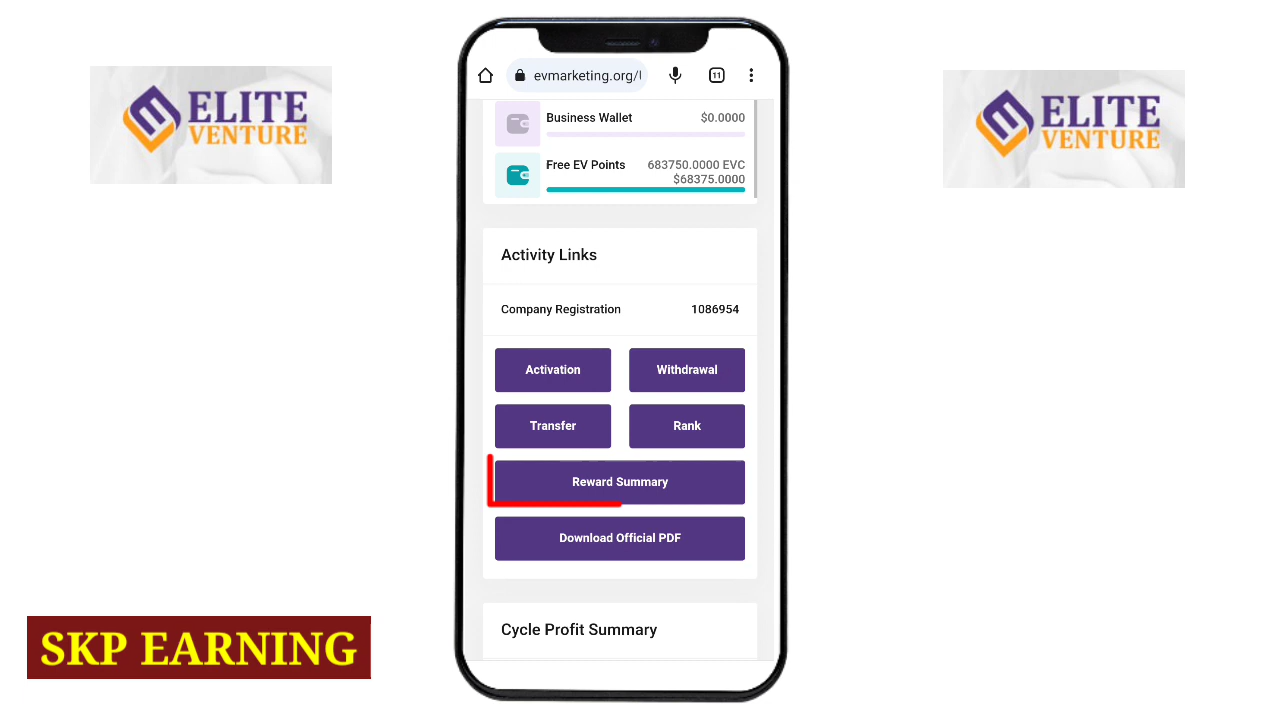 ELITE
VENTURE
ELITE
VENTURE
evmarketing.org/
11
Business Wallet $0.0000
Free EV Points 683750.0000 EVC
$68375.0000
Activity Links
Company Registration 1086954
Activation Withdrawal
Transfer Rank
Reward Summary
Download Official PDF
Cycle Profit Summary
SKP EARNING